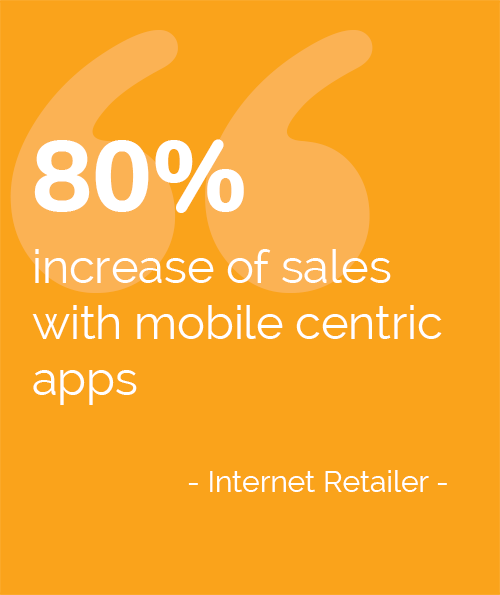 80%
increase of sales
with mobile centric
apps
- Internet Retailer -